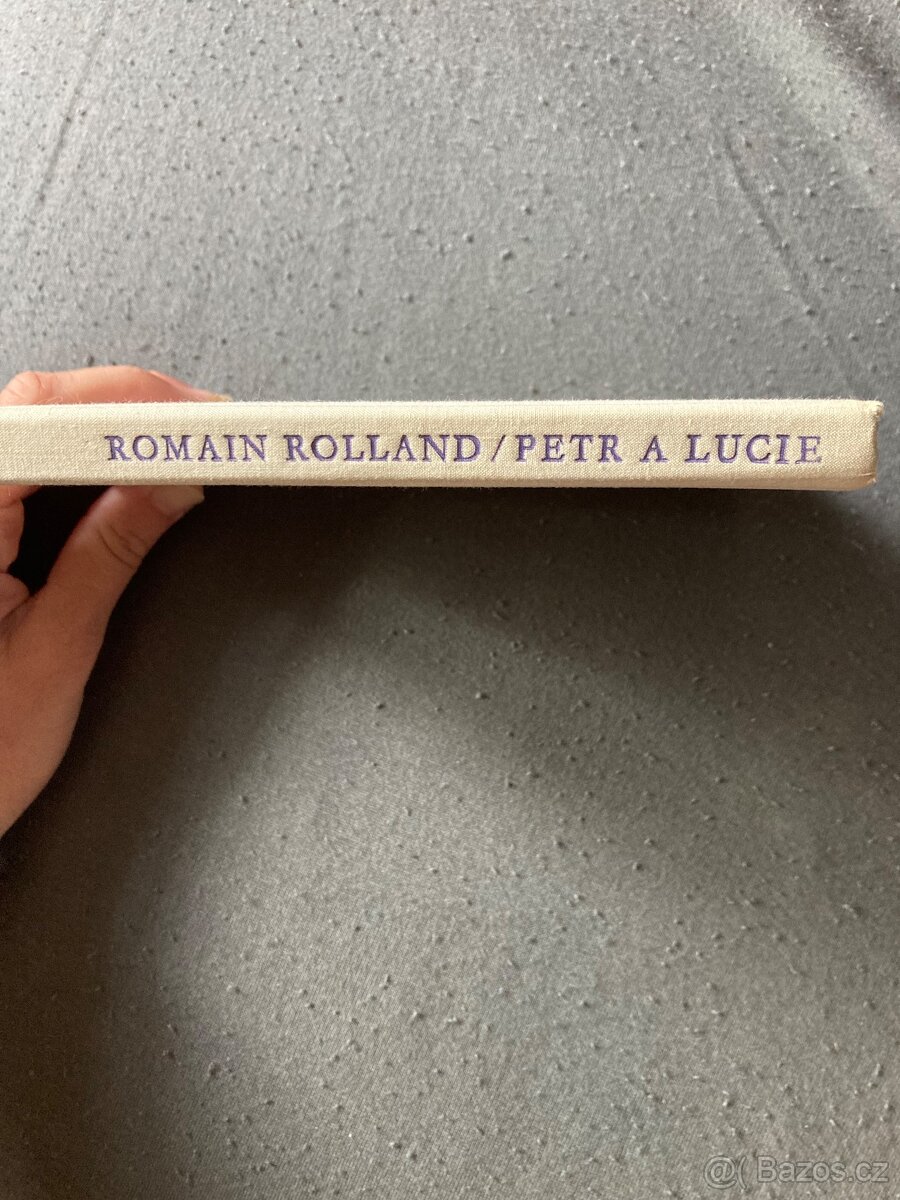 ROMAIN ROLLAND / PETR A LUCIE
@( Bazos.cz